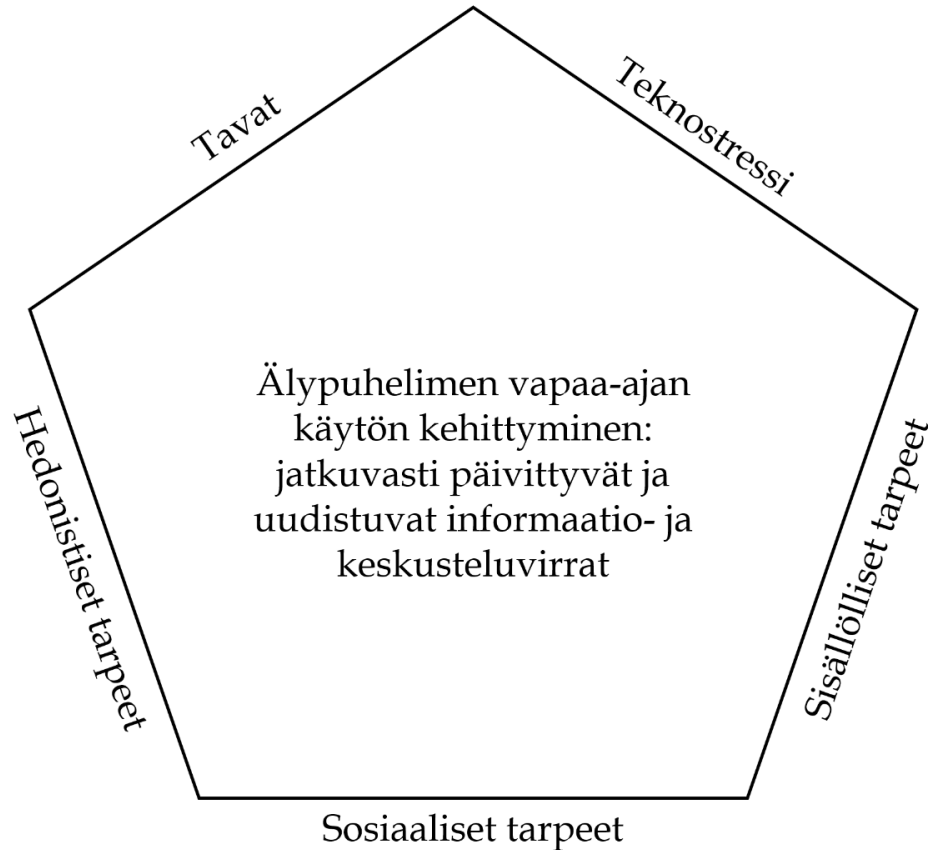 Tavat
Teknostressi
Hedonistiset tarpeet
Älypuhelimen vapaa-ajan
käytön kehittyminen:
jatkuvasti päivittyvät ja
uudistuvat informaatio- ja
keskusteluvirrat
Sisällölliset tarpeet
Sosiaaliset tarpeet